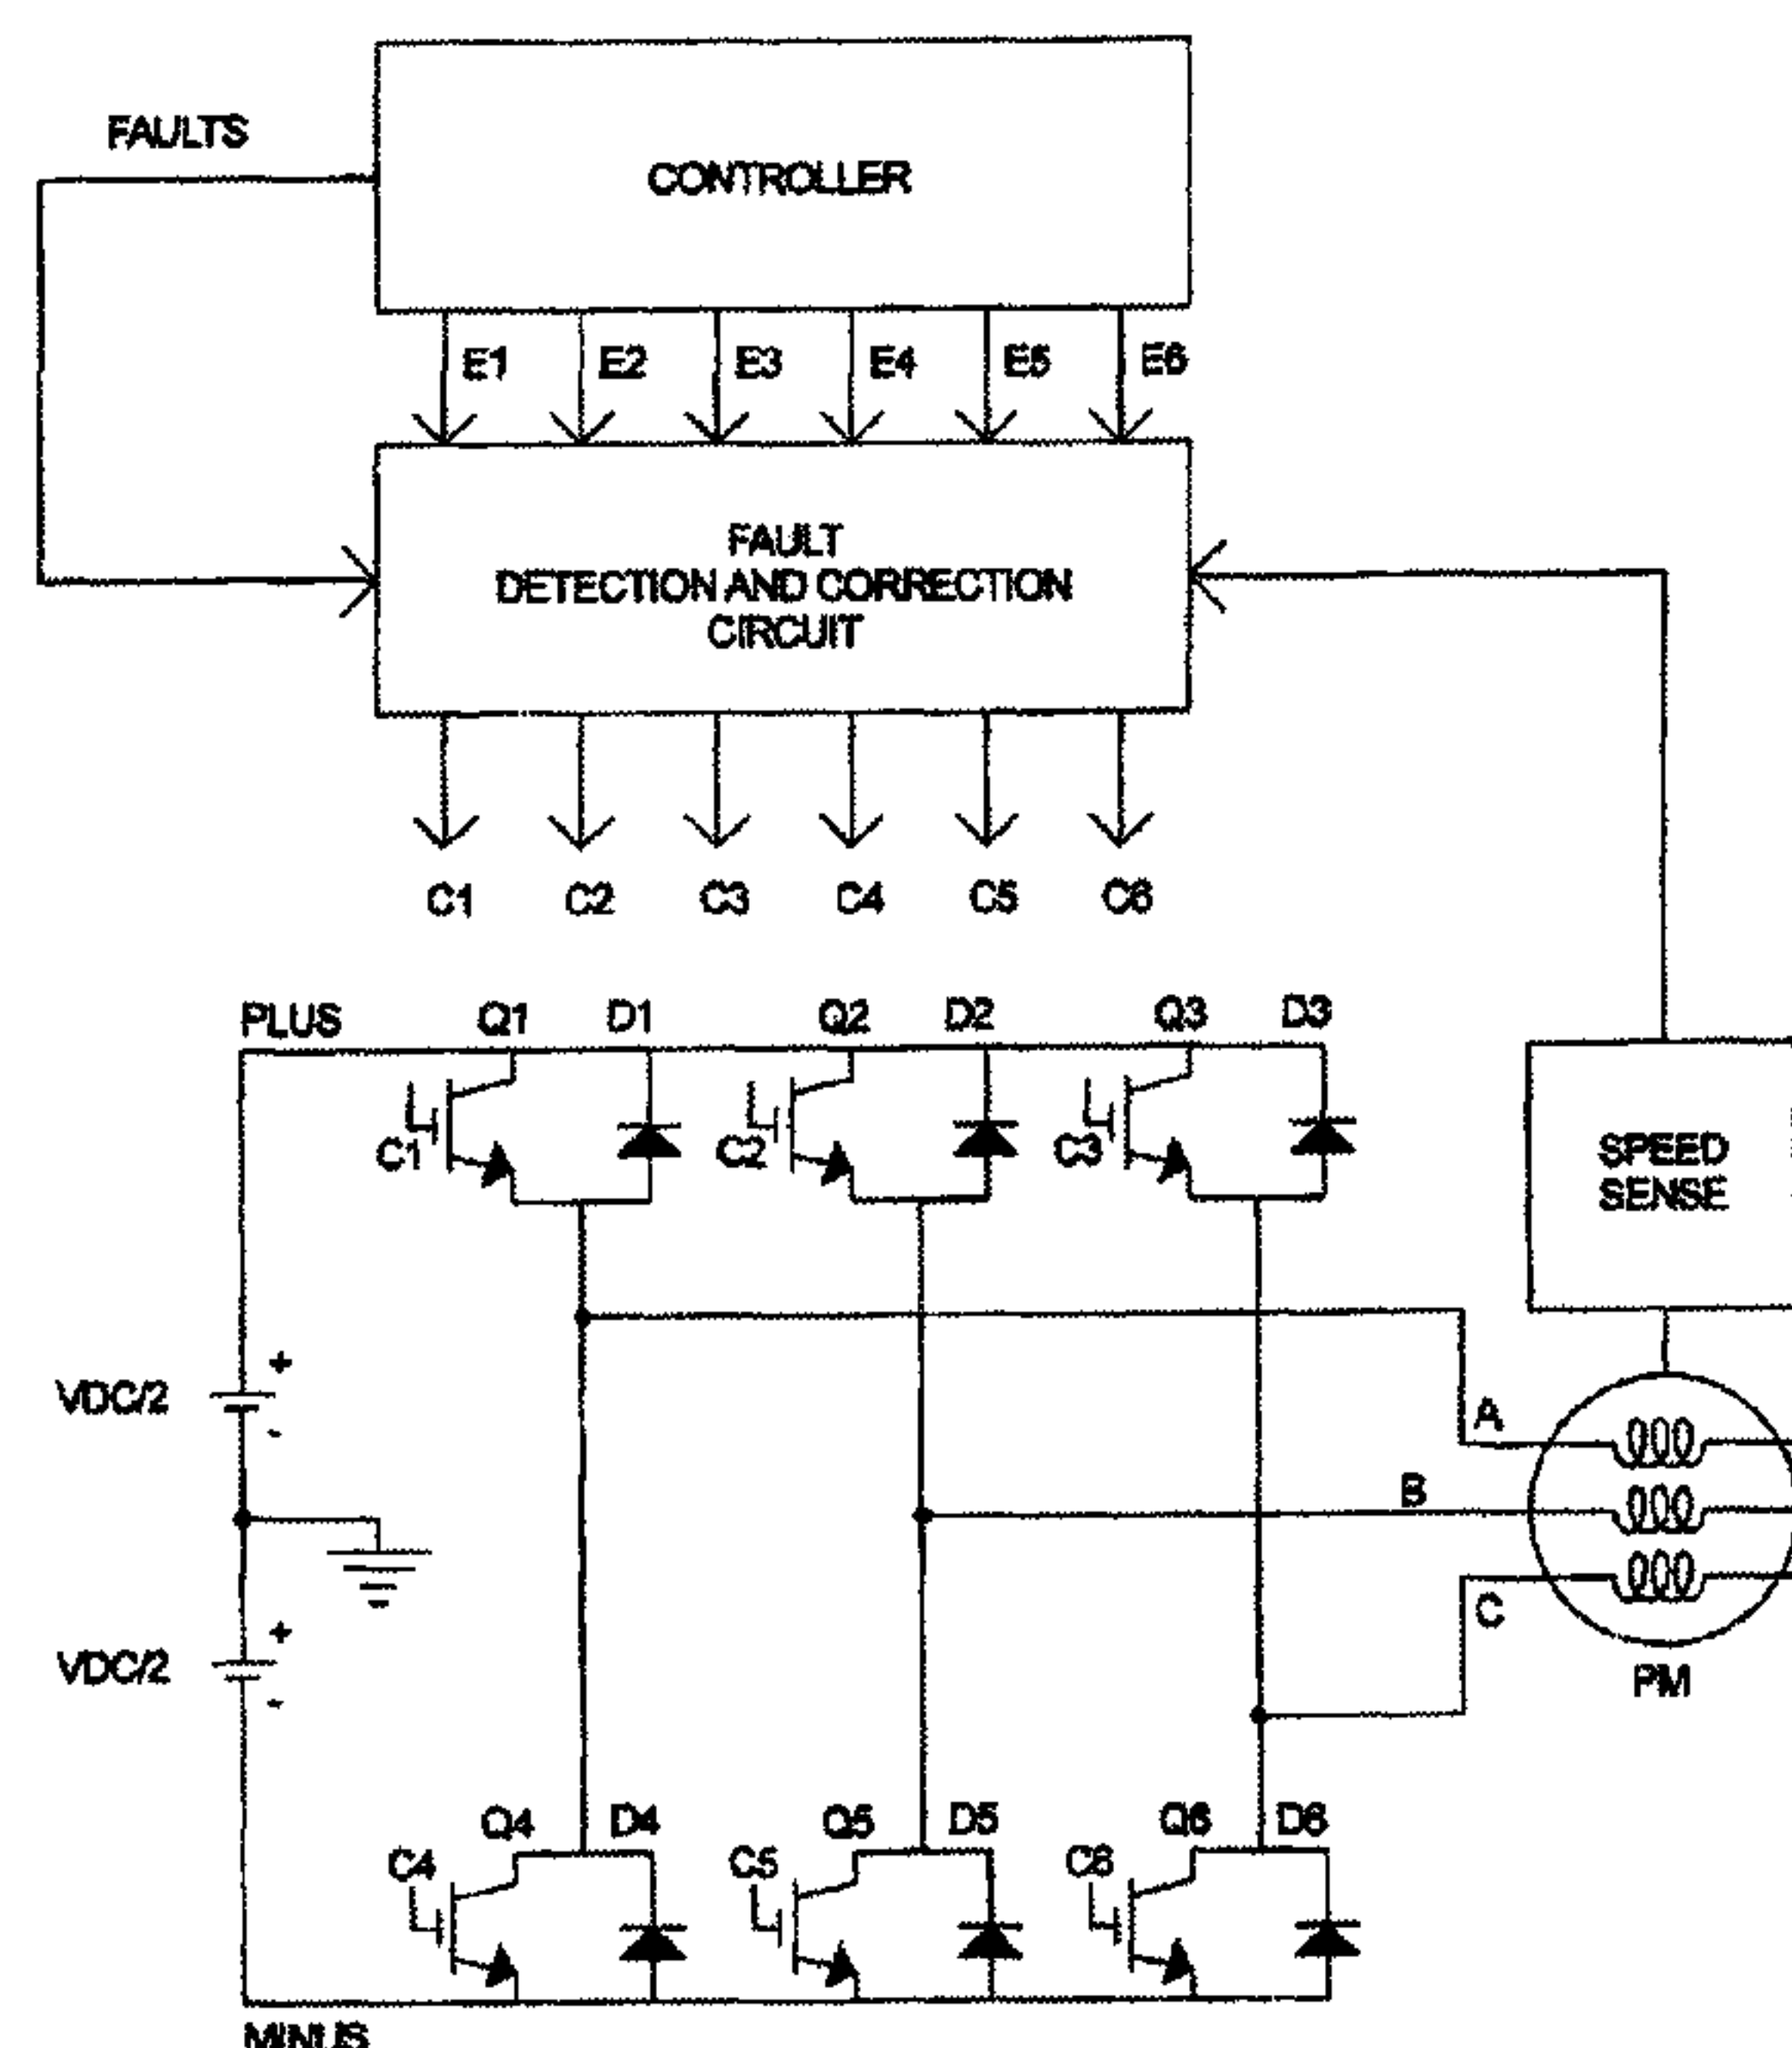 FAULTS
CONTROLLER
E1 E2 E3 E4 E5 E6
FAULT
DETECTION AND CORRECTION
CIRCUIT
C1 C2 C3 C4 C5 C6
PLUS Q1 D1 Q2 D2 Q3 D3
C1 C2 C3
SPEED
SENSE
+
VDC/2
-
A
B
C
+
VDC/2
-
PM
Q4 D4 Q5 D5 Q6 D6
C4 C5 C6
MINUS